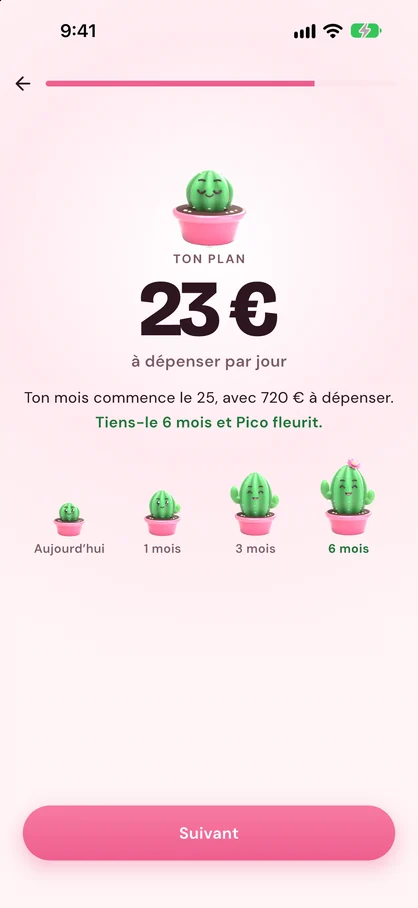 9:41
TON PLAN
23 €
à dépenser par jour
Ton mois commence le 25, avec 720 € à dépenser.
Tiens-le 6 mois et Pico fleurit.
Aujourd'hui
1 mois
3 mois
6 mois
Suivant